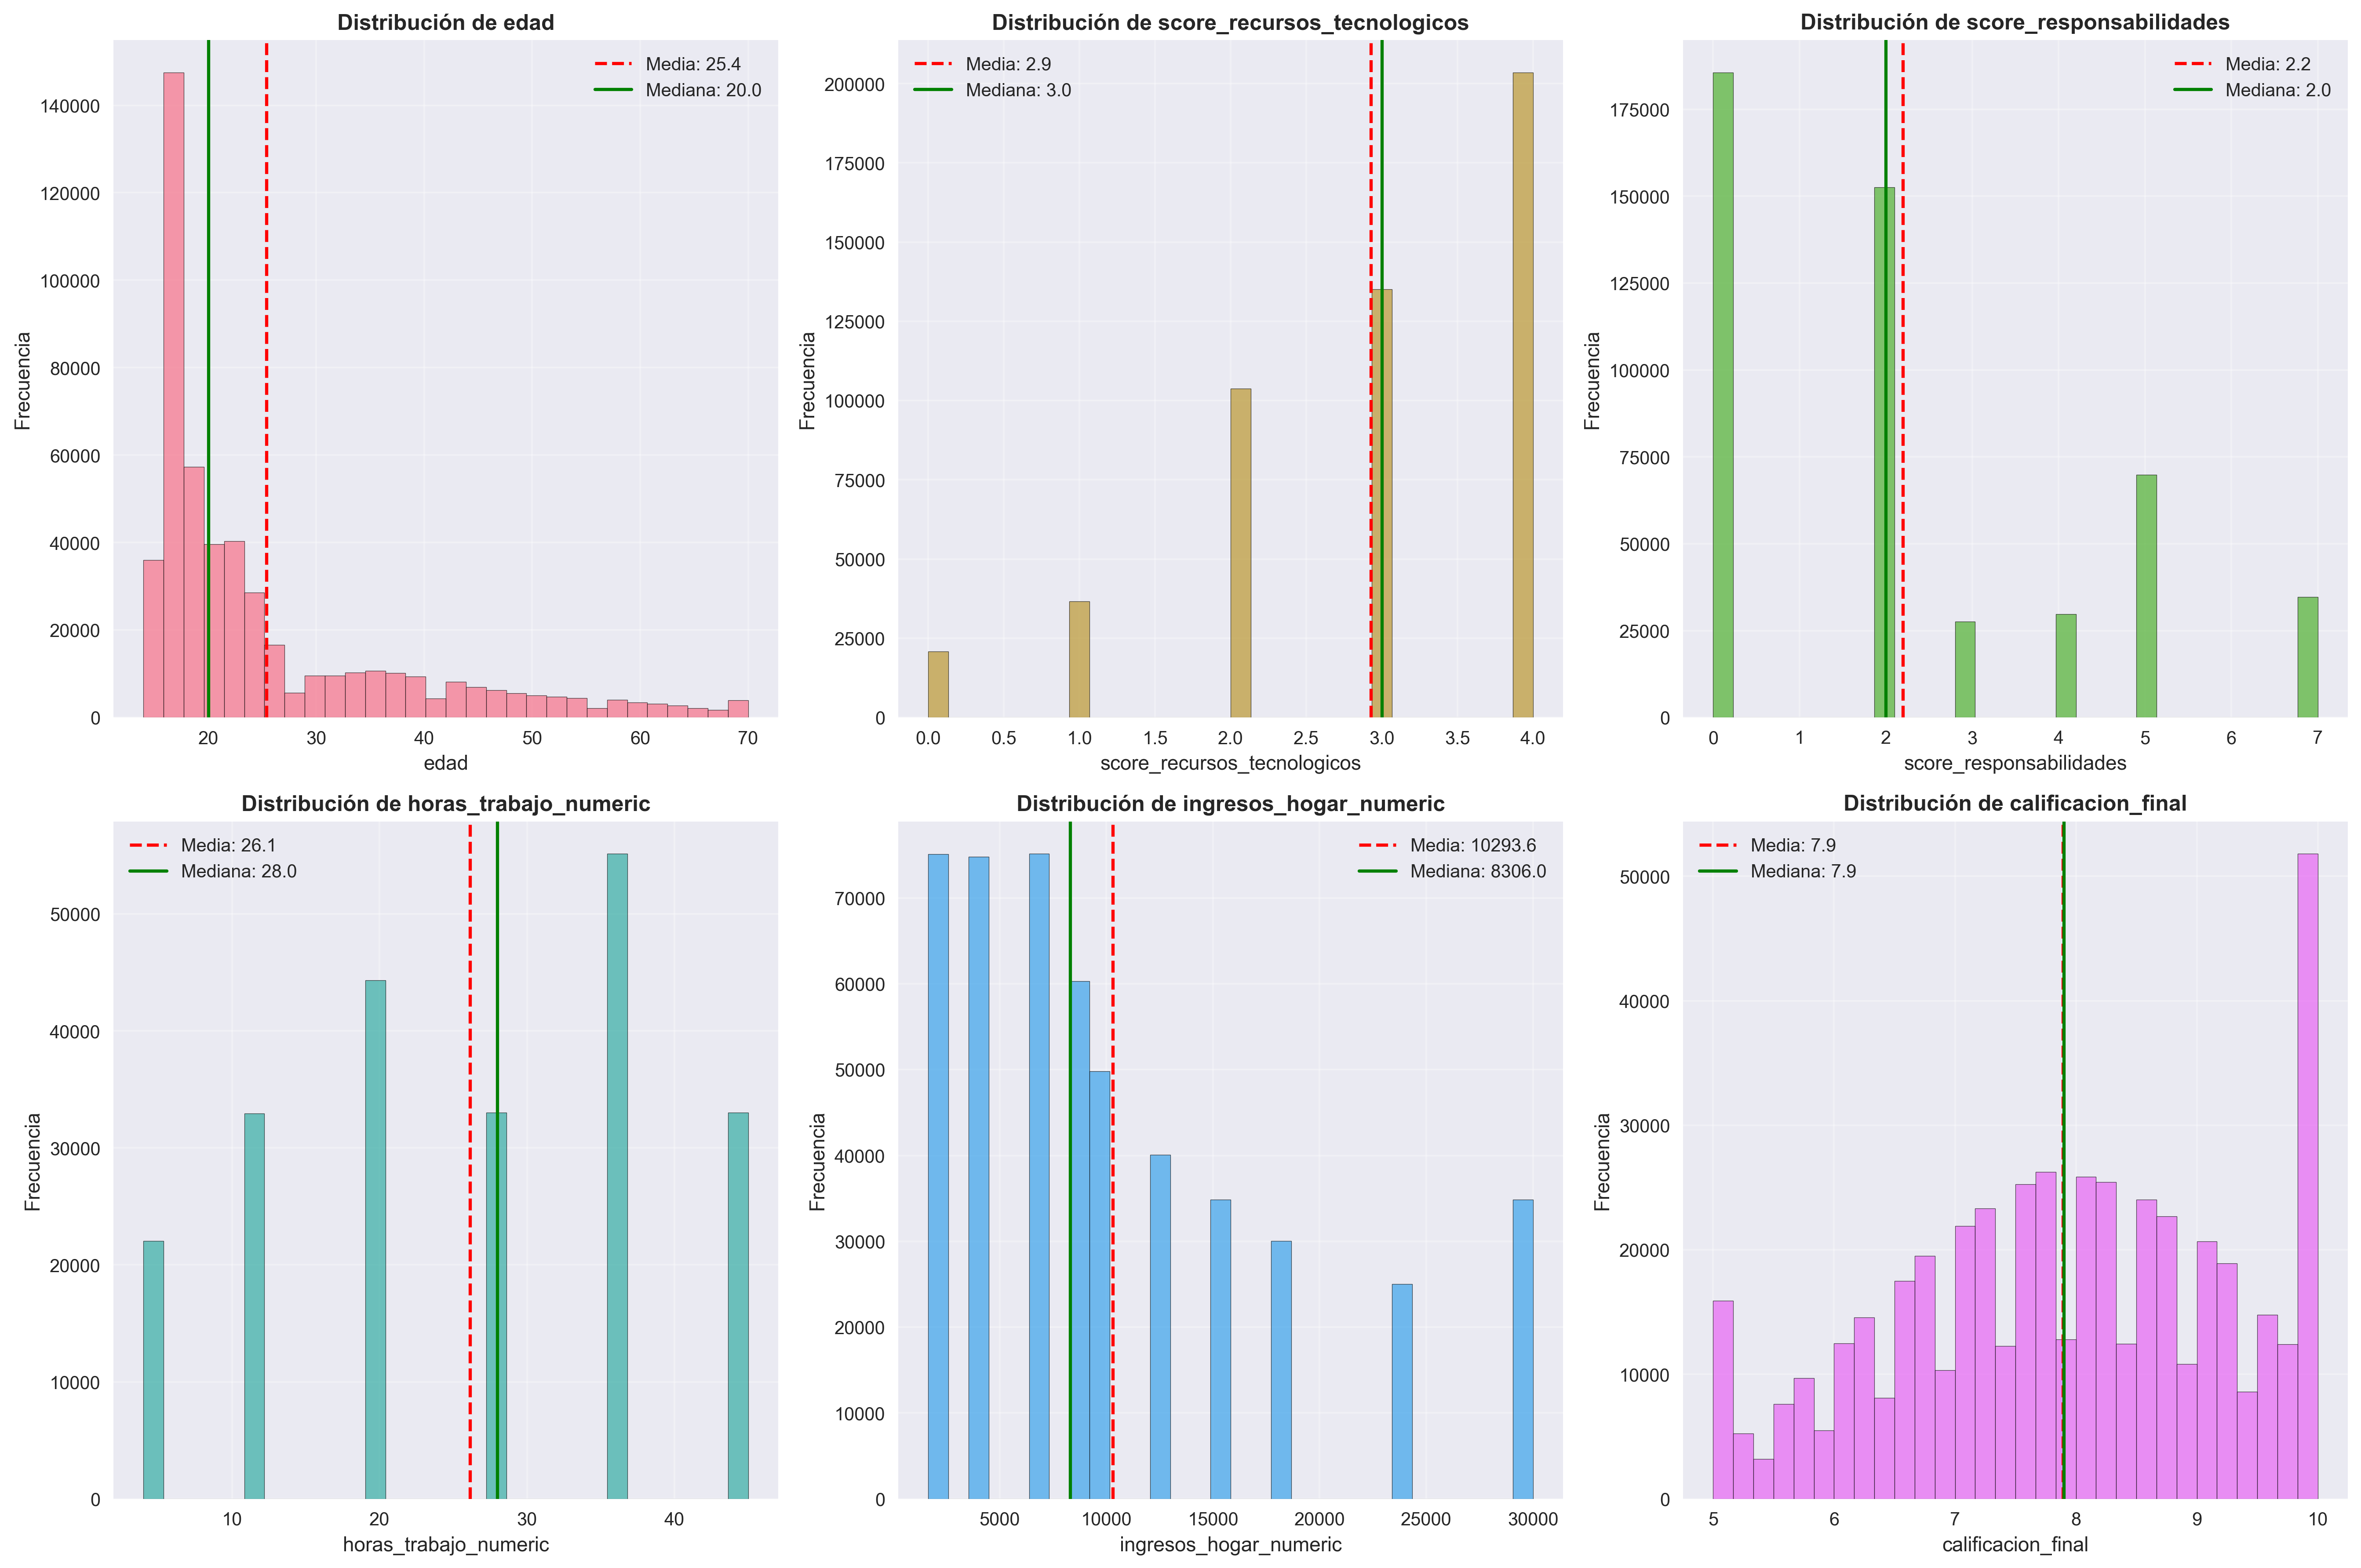 Distribución de edad
Media: 25.4
Mediana: 20.0
Frecuencia
140000
120000
100000
80000
60000
40000
20000
0
20 30 40 50 60 70
edad
Distribución de score_recursos_tecnologicos
Media: 2.9
Mediana: 3.0
Frecuencia
200000
175000
150000
125000
100000
75000
50000
25000
0
0.0 0.5 1.0 1.5 2.0 2.5 3.0 3.5 4.0
score_recursos_tecnologicos
Distribución de score_responsabilidades
Media: 2.2
Mediana: 2.0
Frecuencia
175000
150000
125000
100000
75000
50000
25000
0
0 1 2 3 4 5 6 7
score_responsabilidades
Distribución de horas_trabajo_numeric
Media: 26.1
Mediana: 28.0
Frecuencia
50000
40000
30000
20000
10000
0
10 20 30 40
horas_trabajo_numeric
Distribución de ingresos_hogar_numeric
Media: 10293.6
Mediana: 8306.0
Frecuencia
70000
60000
50000
40000
30000
20000
10000
0
5000 10000 15000 20000 25000 30000
ingresos_hogar_numeric
Distribución de calificacion_final
Media: 7.9
Mediana: 7.9
Frecuencia
50000
40000
30000
20000
10000
0
5 6 7 8 9 10
calificacion_final